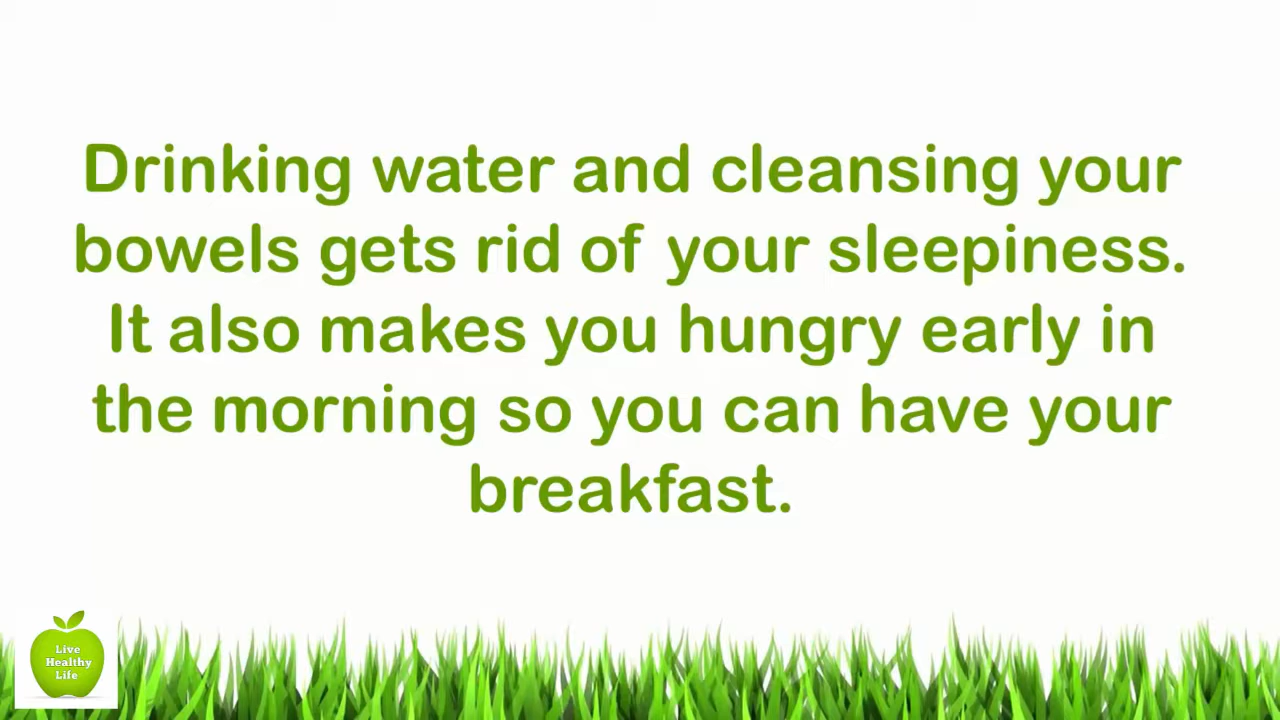 Drinking water and cleansing your
bowels gets rid of your sleepiness.
It also makes you hungry early in
the morning so you can have your
breakfast.
Live
Healthy
Life